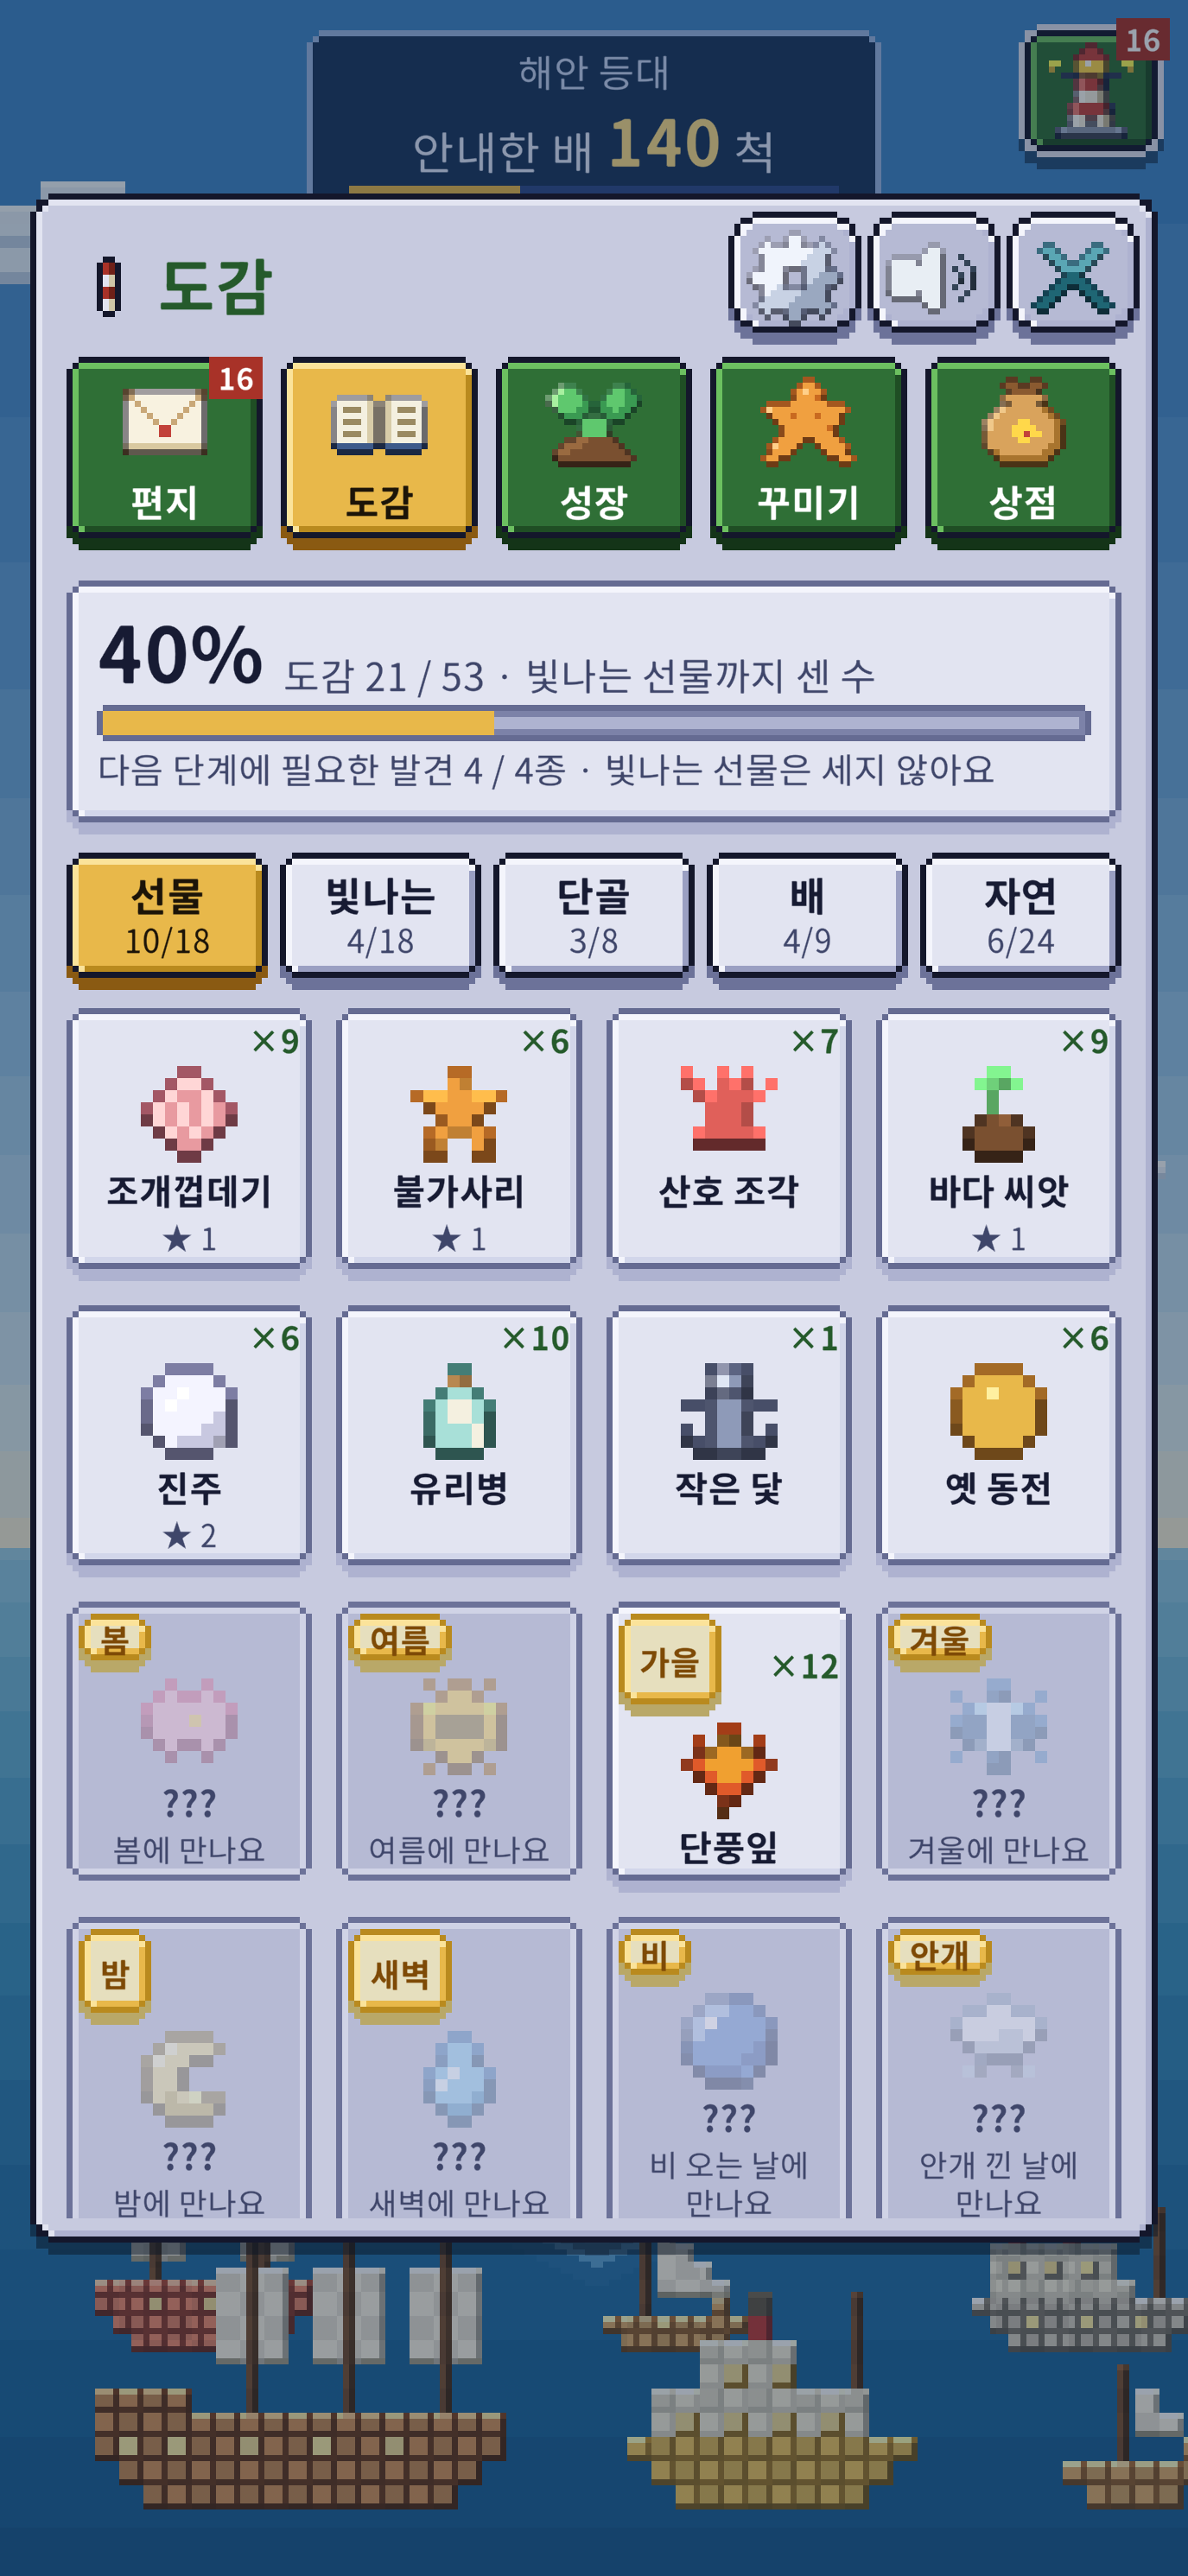 해안 등대
16
안내한 배 140 척
도감
16
편지
도감
성장
꾸미기
상점
40% 도감 21 / 53 · 빛나는 선물까지 센 수
다음 단계에 필요한 발견 4 / 4종 · 빛나는 선물은 세지 않아요
선물
10/18
빛나는
4/18
단골
3/8
배
4/9
자연
6/24
×9
조개껍데기
★ 1
×6
불가사리
★ 1
×7
산호 조각
×9
바다 씨앗
★ 1
×6
진주
★ 2
×10
유리병
×1
작은 닻
×6
옛 동전
봄
???
봄에 만나요
여름
???
여름에 만나요
가을
×12
단풍잎
겨울
???
겨울에 만나요
밤
???
밤에 만나요
새벽
???
새벽에 만나요
비
???
비 오는 날에
만나요
안개
???
안개 낀 날에
만나요